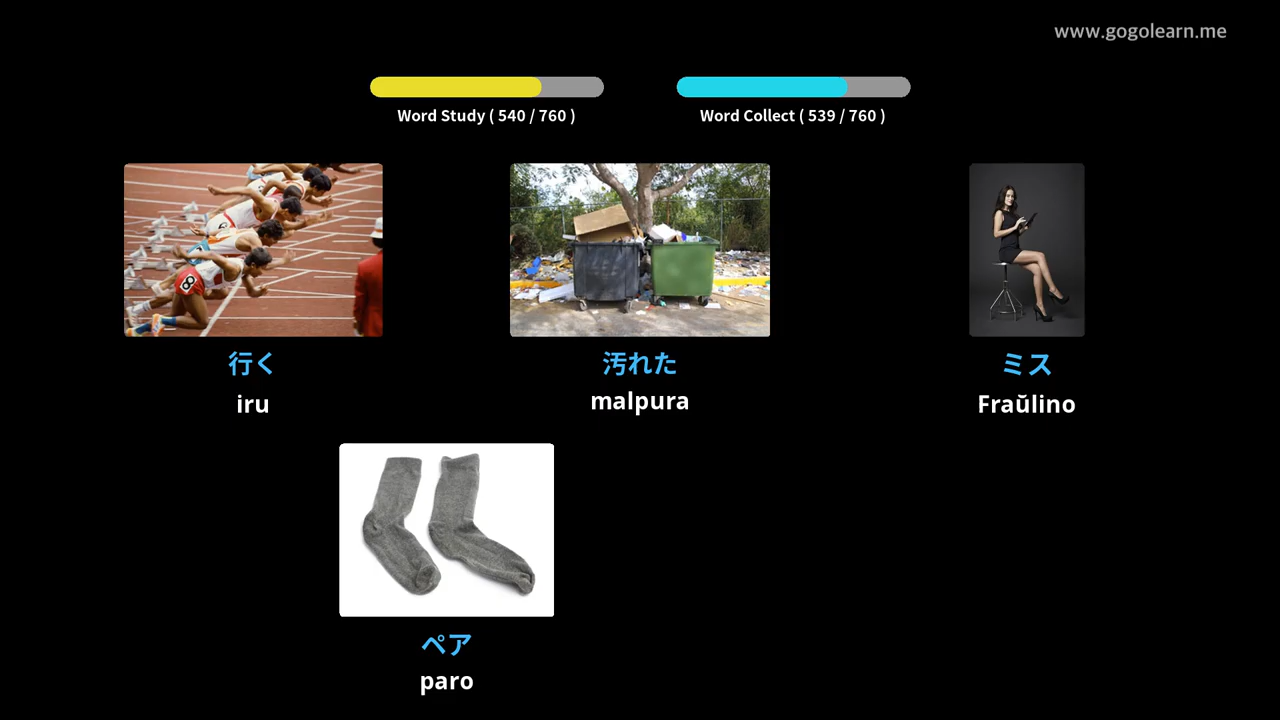 www.gogolearn.me
Word Study ( 540 / 760 )
Word Collect ( 539 / 760 )
行く
iru
汚れた
malpura
ミス
Fraŭlino
ペア
paro